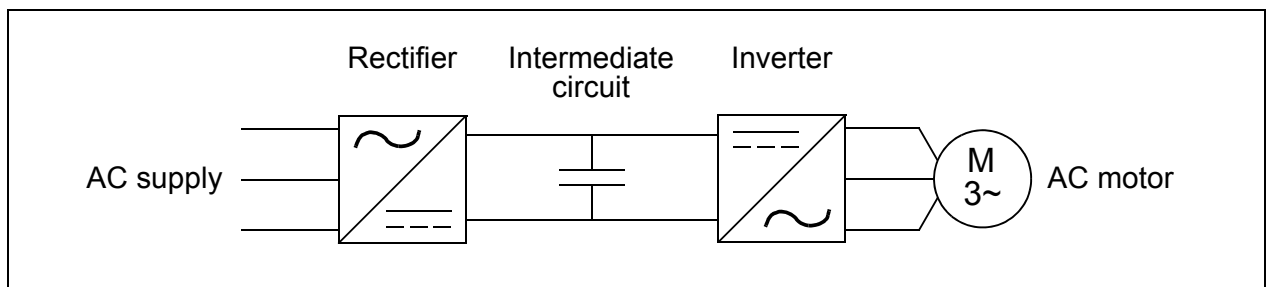 Rectifier
Intermediate
circuit
Inverter
AC supply
M
3~
AC motor